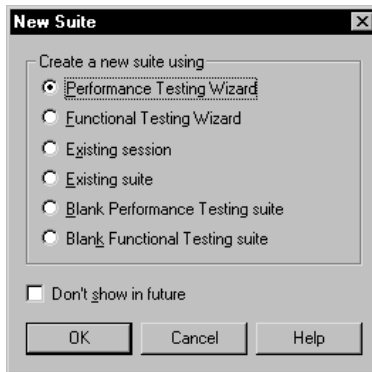 New Suite
Create a new suite using
Performance Testing Wizard
Functional Testing Wizard
Existing session
Existing suite
Blank Performance Testing suite
Blank Functional Testing suite
Don't show in future
OK Cancel Help